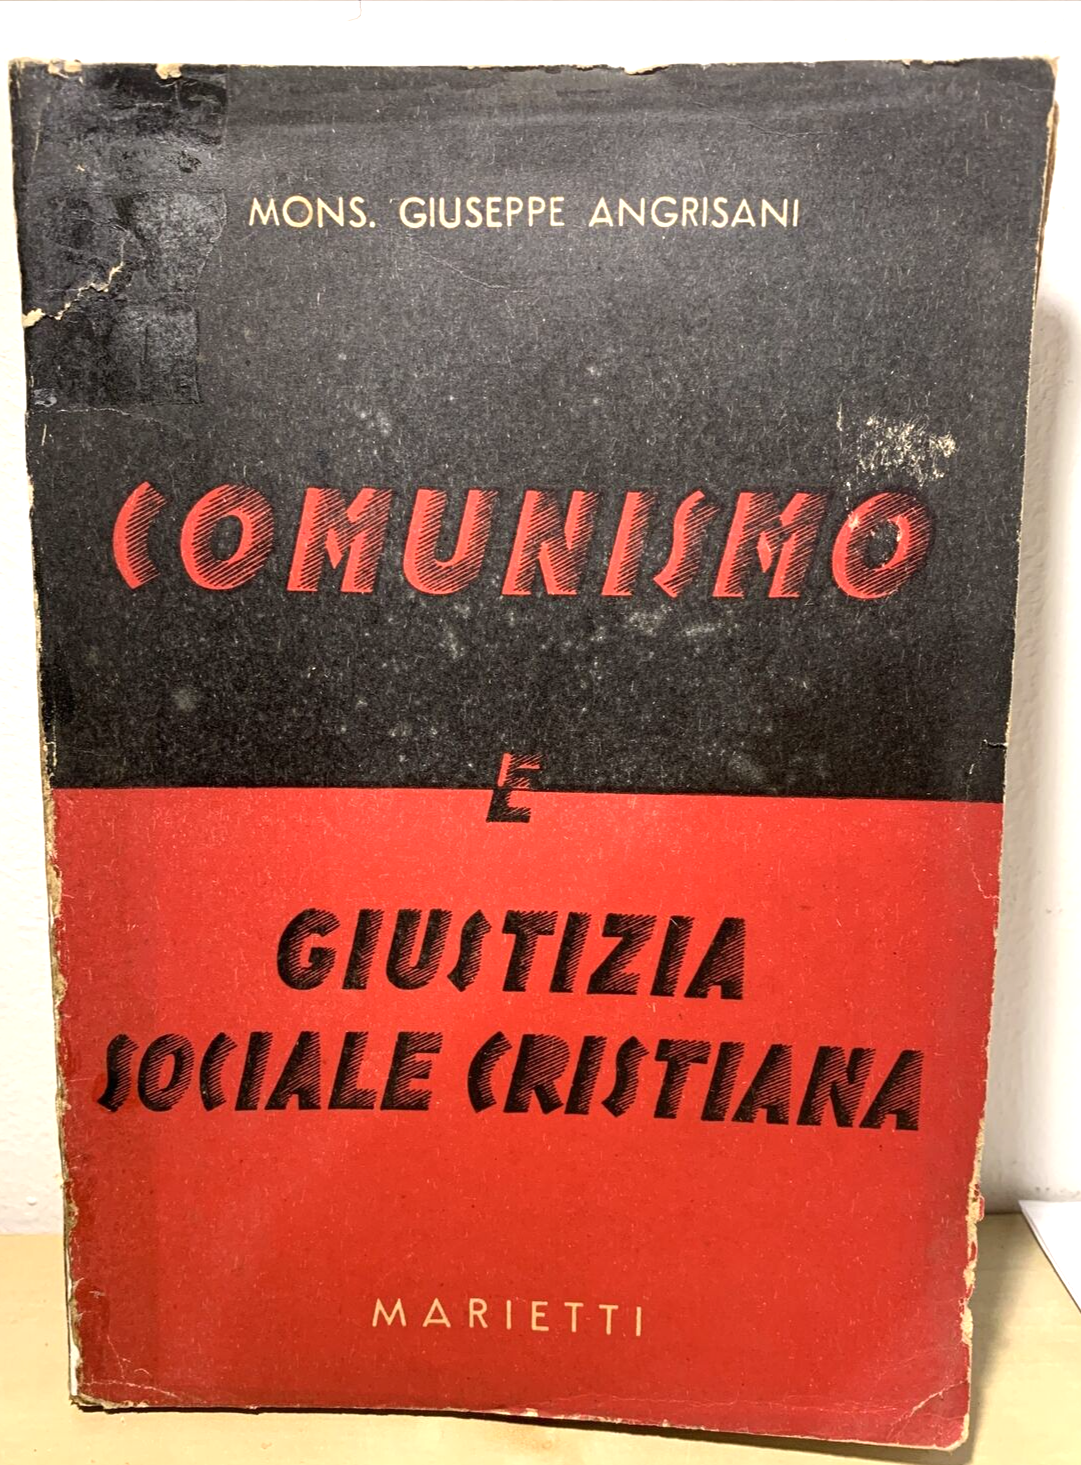 MONS. GIUSEPPE ANGRISANI
COMUNISMO
E
GIUSTIZIA
SOCIALE CRISTIANA
MARIETTI